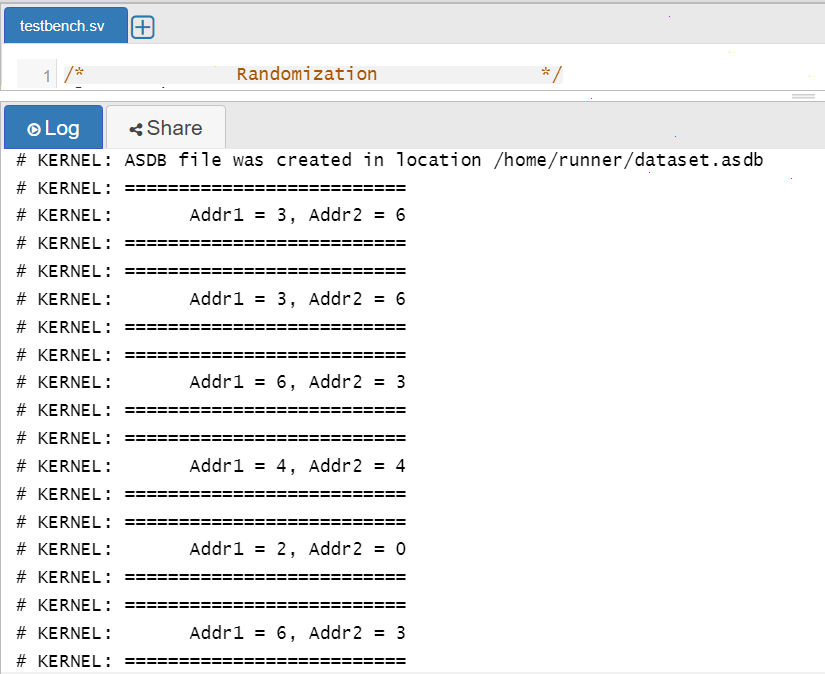 testbench.sv
1 /* Randomization */
Log Share
# KERNEL: ASDB file was created in location /home/runner/dataset.asdb
# KERNEL: ==========================
# KERNEL: Addr1 = 3, Addr2 = 6
# KERNEL: ==========================
# KERNEL: ==========================
# KERNEL: Addr1 = 3, Addr2 = 6
# KERNEL: ==========================
# KERNEL: ==========================
# KERNEL: Addr1 = 6, Addr2 = 3
# KERNEL: ==========================
# KERNEL: ==========================
# KERNEL: Addr1 = 4, Addr2 = 4
# KERNEL: ==========================
# KERNEL: ==========================
# KERNEL: Addr1 = 2, Addr2 = 0
# KERNEL: ==========================
# KERNEL: ==========================
# KERNEL: Addr1 = 6, Addr2 = 3
# KERNEL: ==========================